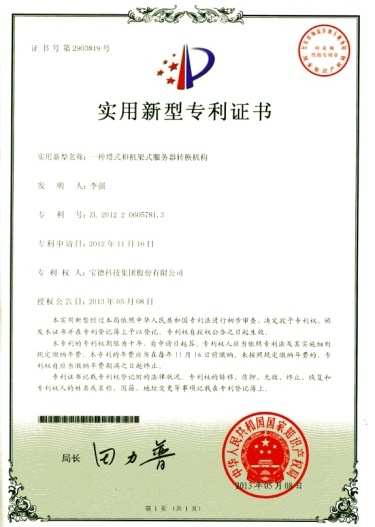 证书号第2903819号
实用新型专利证书
实用新型名称：一种塔式和机架式服务器转换机构
发 明 人：李强
专 利 号：ZL 2012 2 0605781.3
专利申请日：2012年11月16日
专 利 权 人：宝德科技集团股份有限公司
授权公告日：2013年05月08日
本实用新型经过本局依照中华人民共和国专利法进行初步审查，决定授予专利权，颁
发本证书并在专利登记簿上予以登记。专利权自授权公告之日起生效。
本专利的专利权期限为十年，自申请日起算。专利权人应当依照专利法及其实施细则
规定缴纳年费。本专利的年费应当在每年11月16日前缴纳。未按照规定缴纳年费的，专
利权自应当缴纳年费期满之日起终止。
专利证书记载专利权登记时的法律状况。专利权的转移、质押、无效、终止、恢复和
专利权人的姓名或名称、国籍、地址变更等事项记载在专利登记簿上。
局长 田力普
中华人民共和国国家知识产权局
2013年05月08日
第1页（共1页）